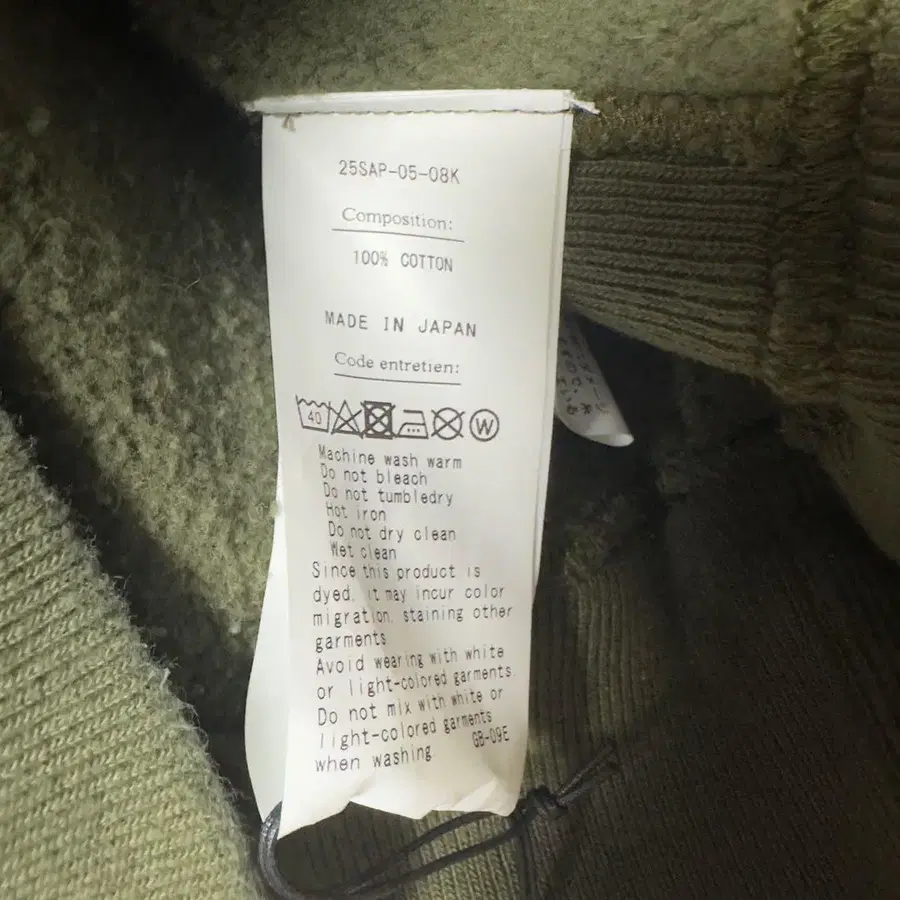 25SAP-05-08K
Composition:
100% COTTON
MADE IN JAPAN
Code entretien:
40
W
Machine wash warm
Do not bleach
Do not tumbledry
Hot iron
Do not dry clean
Wet clean
Since this product is
dyed, it may incur color
migration, staining other
garments
Avoid wearing with white
or light-colored garments.
Do not mix with white or
light-colored garments
when washing
GB-09E